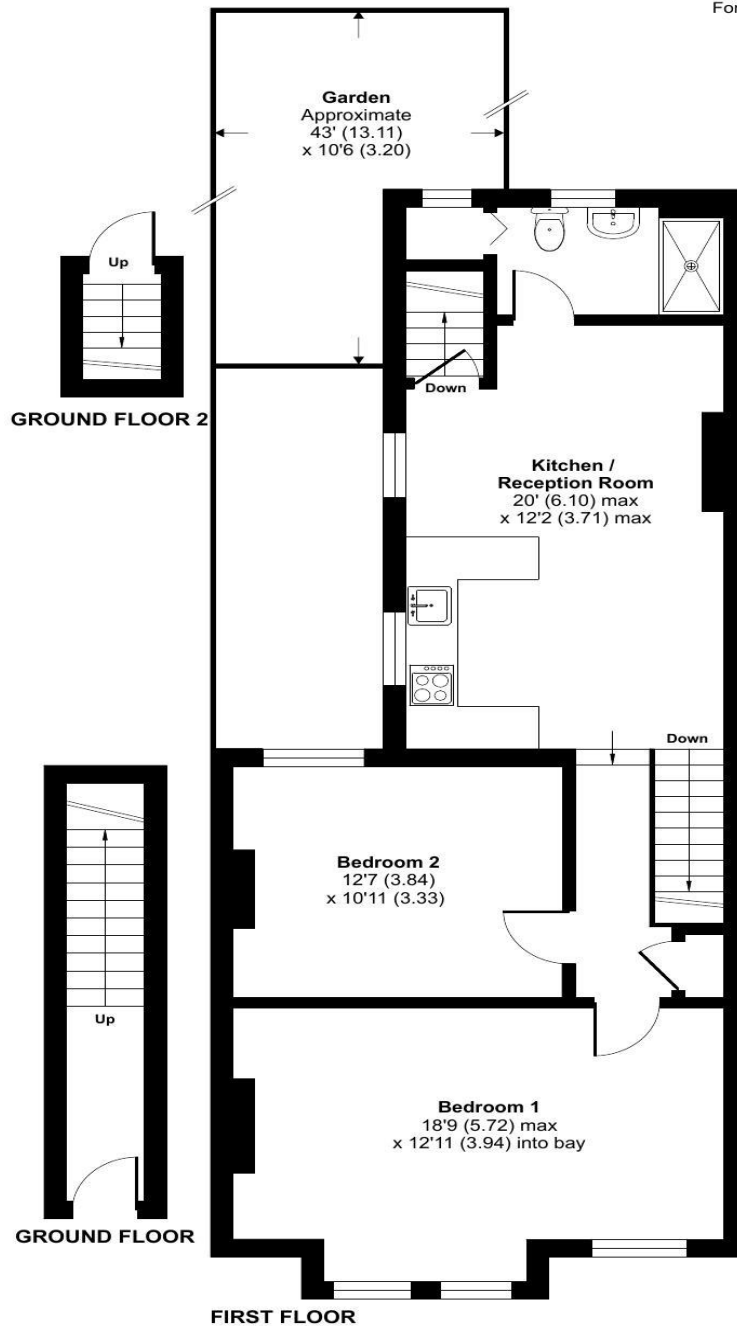 For
Garden
Approximate
43' (13.11)
x 10'6 (3.20)
Up
GROUND FLOOR 2
Down
Kitchen /
Reception Room
20' (6.10) max
x 12'2 (3.71) max
Down
Bedroom 2
12'7 (3.84)
x 10'11 (3.33)
Up
Bedroom 1
18'9 (5.72) max
x 12'11 (3.94) into bay
GROUND FLOOR
FIRST FLOOR